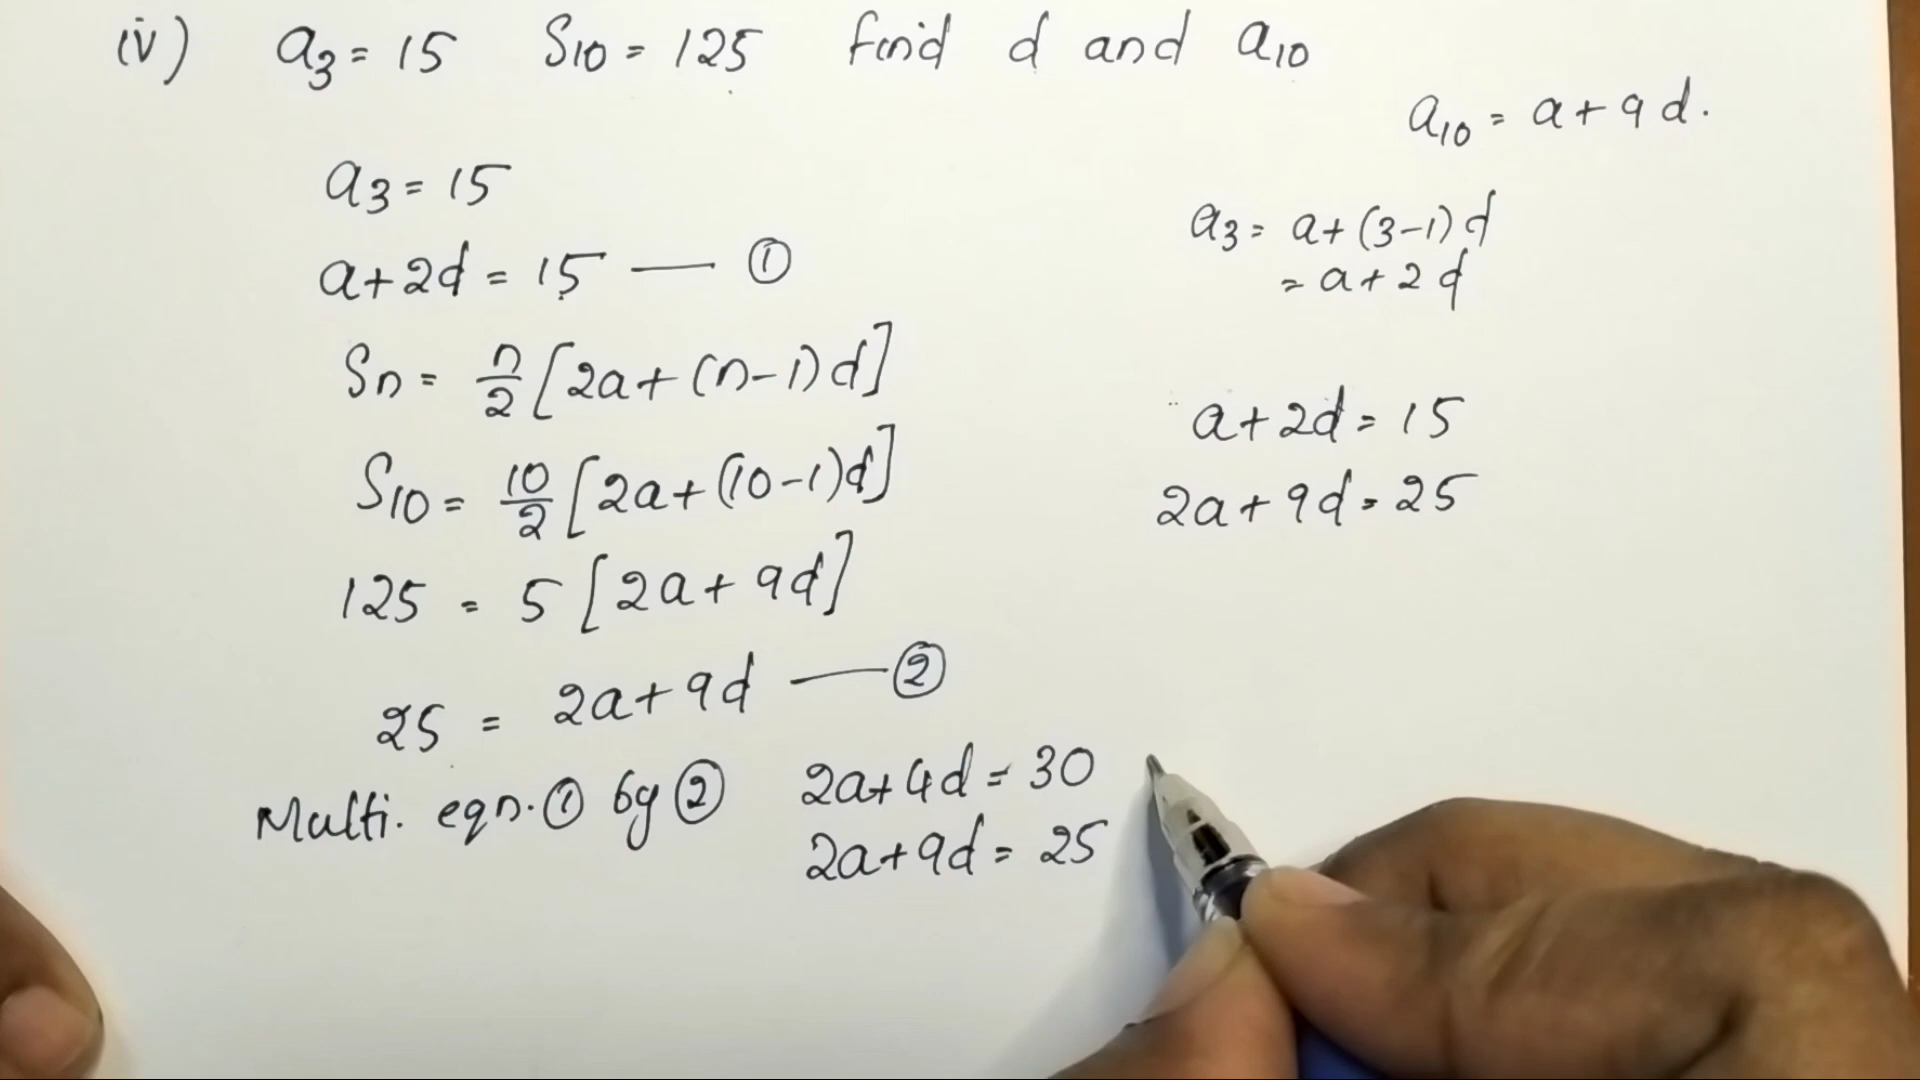 iv) a₃ = 15 S₁₀ = 125 Find d and a₁₀
a₁₀ = a + 9d.
a₃ = 15
a + 2d = 15 — ①
Sn = n/2 [2a + (n-1)d]
S₁₀ = 10/2 [2a + (10-1)d]
125 = 5 [2a + 9d]
25 = 2a + 9d — ②
a₃ = a + (3-1)d
= a + 2d
a + 2d = 15
2a + 9d = 25
Multi. eqn. ① by ② 2a + 4d = 30
2a + 9d = 25